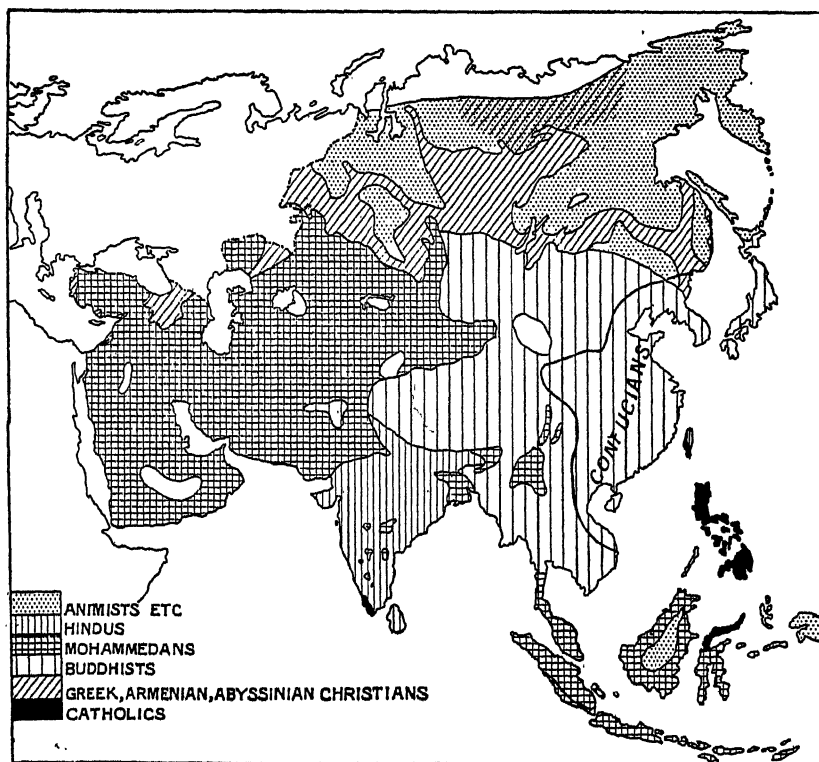 CONFUCIANS
ANIMISTS ETC
HINDUS
MOHAMMEDANS
BUDDHISTS
GREEK, ARMENIAN, ABYSSINIAN CHRISTIANS
CATHOLICS